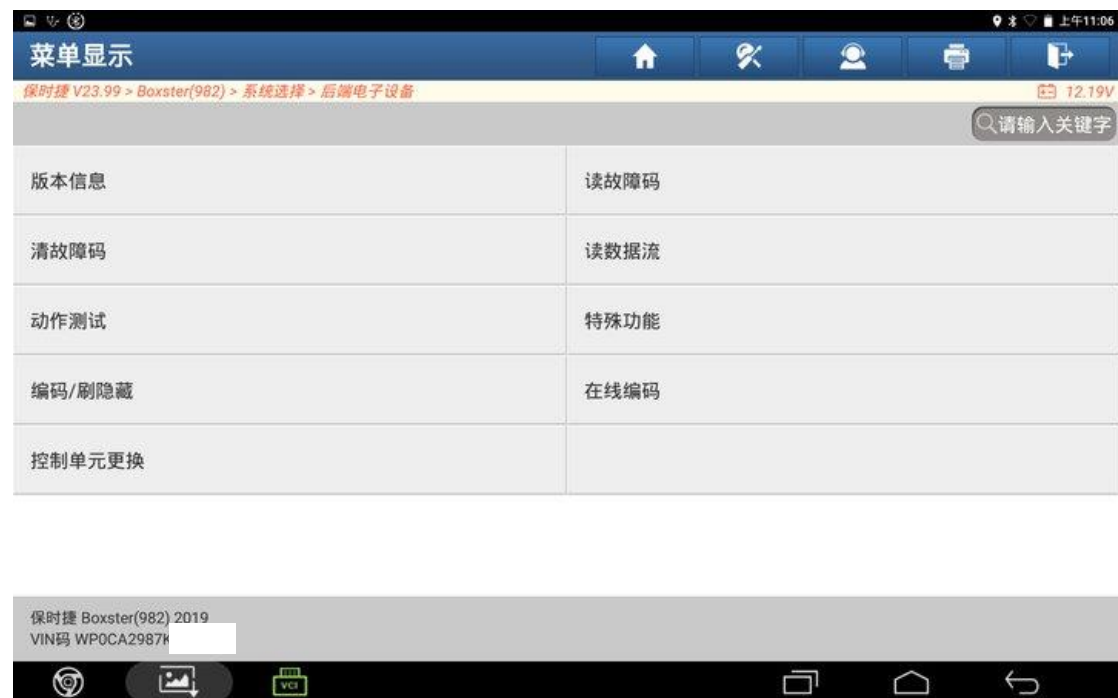 上午11:06
菜单显示
保时捷 V23.99 > Boxster(982) > 系统选择 > 后端电子设备
12.19V
请输入关键字
版本信息
读故障码
清故障码
读数据流
动作测试
特殊功能
编码/刷隐藏
在线编码
控制单元更换
保时捷 Boxster(982) 2019
VIN码 WP0CA2987K
VCI